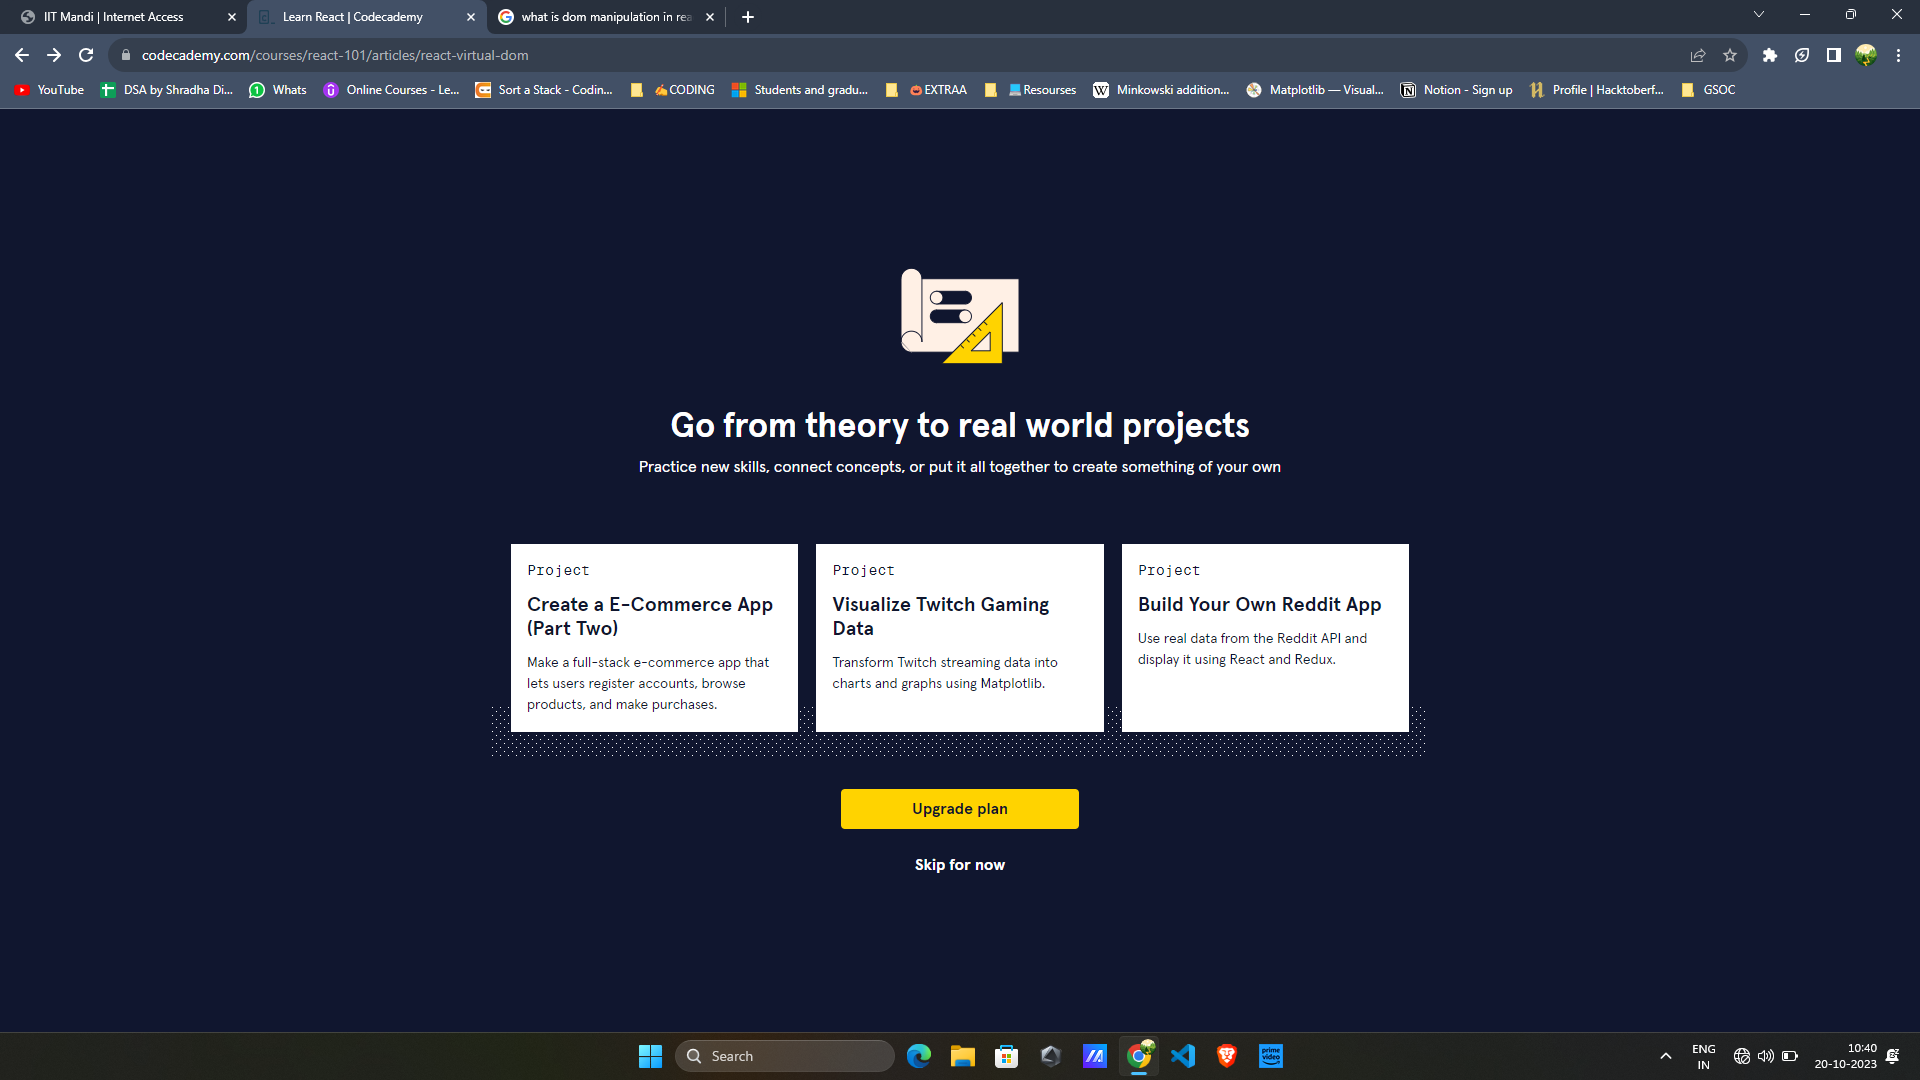 IIT Mandi | Internet Access
Learn React | Codecademy
what is dom manipulation in rea
codecademy.com/courses/react-101/articles/react-virtual-dom
YouTube
DSA by Shradha Di...
Whats
Online Courses - Le...
Sort a Stack - Codin...
CODING
Students and gradu...
EXTRAA
Resourses
Minkowski addition...
Matplotlib — Visual...
Notion - Sign up
Profile | Hacktoberf...
GSOC
Go from theory to real world projects
Practice new skills, connect concepts, or put it all together to create something of your own
Project
Create a E-Commerce App
(Part Two)
Make a full-stack e-commerce app that
lets users register accounts, browse
products, and make purchases.
Project
Visualize Twitch Gaming
Data
Transform Twitch streaming data into
charts and graphs using Matplotlib.
Project
Build Your Own Reddit App
Use real data from the Reddit API and
display it using React and Redux.
Upgrade plan
Skip for now
Search
prime
video
ENG
IN
10:40
20-10-2023